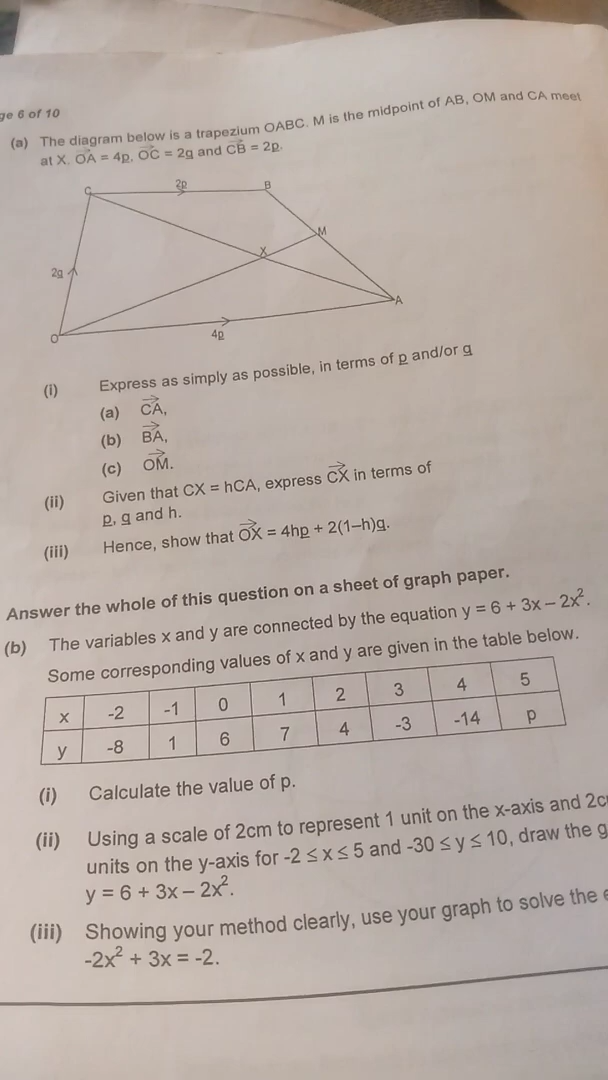 ge 6 of 10
(a) The diagram below is a trapezium OABC. M is the midpoint of AB, OM and CA meet
at X. OA = 4p, OC = 2g and CB = 2p.
C
2p
B
M
X
2g
A
O
4p
(i) Express as simply as possible, in terms of p and/or g
(a) CA,
(b) BA,
(c) OM.
(ii) Given that CX = hCA, express CX in terms of
p, g and h.
(iii) Hence, show that OX = 4hp + 2(1–h)g.
Answer the whole of this question on a sheet of graph paper.
(b) The variables x and y are connected by the equation y = 6 + 3x – 2x².
Some corresponding values of x and y are given in the table below.
x -2 -1 0 1 2 3 4 5
y -8 1 6 7 4 -3 -14 p
(i) Calculate the value of p.
(ii) Using a scale of 2cm to represent 1 unit on the x-axis and 2c
units on the y-axis for -2 ≤ x ≤ 5 and -30 ≤ y ≤ 10, draw the g
y = 6 + 3x – 2x².
(iii) Showing your method clearly, use your graph to solve the e
-2x² + 3x = -2.